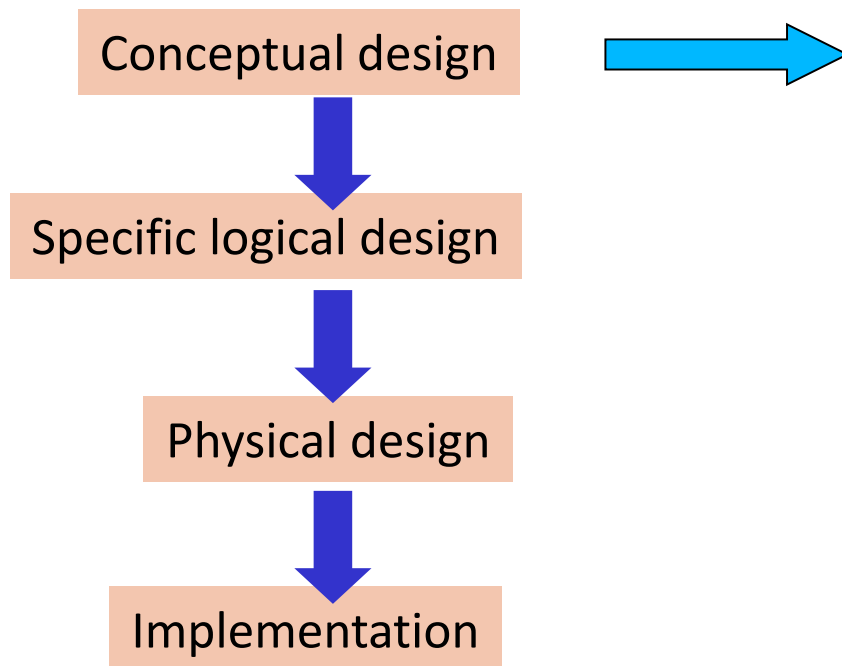 Conceptual design
Specific logical design
Physical design
Implementation